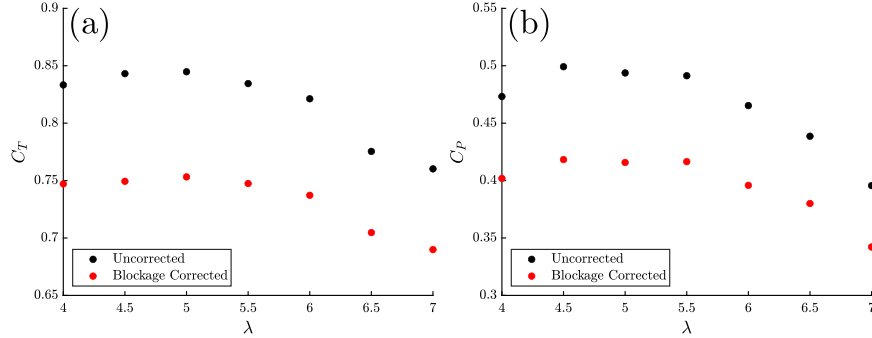 (a)
0.9
0.85
0.8
0.75
0.7
0.65
C_T
Uncorrected
Blockage Corrected
4 4.5 5 5.5 6 6.5 7
λ
(b)
0.55
0.5
0.45
0.4
0.35
0.3
C_P
Uncorrected
Blockage Corrected
4 4.5 5 5.5 6 6.5 7
λ